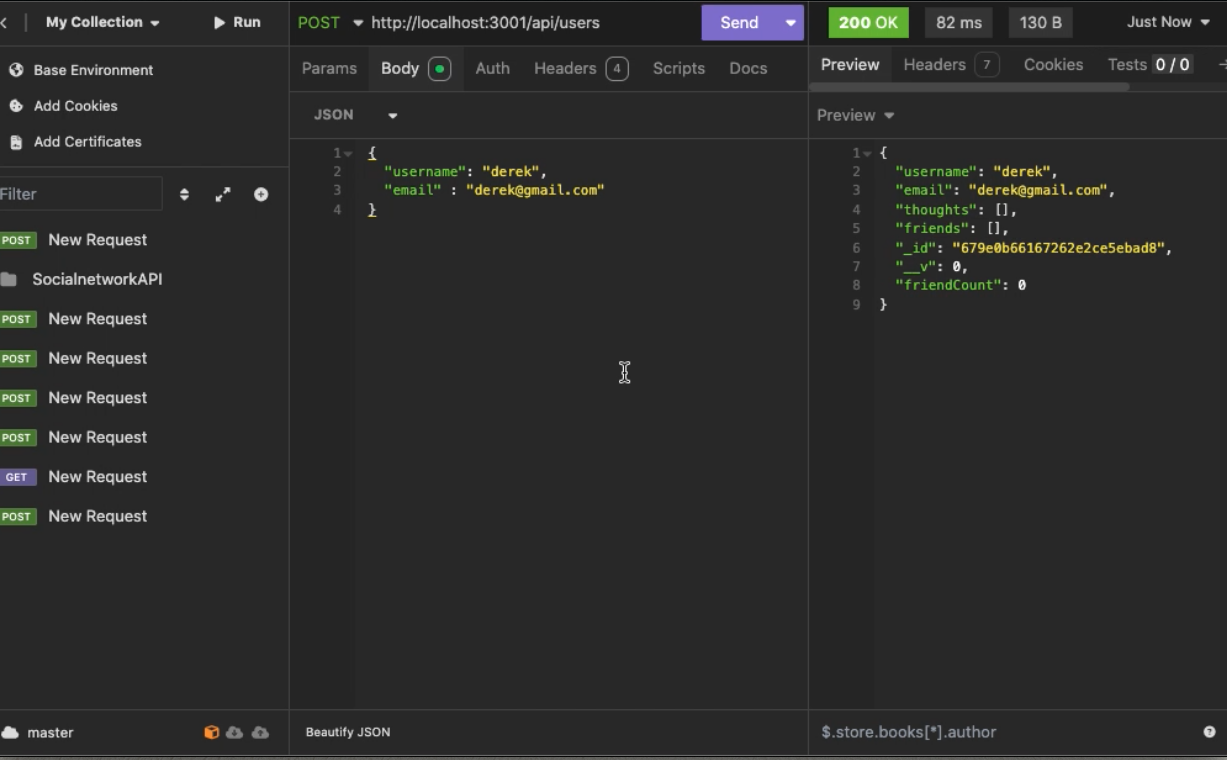 My Collection
Run
Base Environment
Add Cookies
Add Certificates
Filter
POST New Request
SocialnetworkAPI
POST New Request
POST New Request
POST New Request
POST New Request
GET New Request
POST New Request
master
POST http://localhost:3001/api/users Send
Params Body Auth Headers 4 Scripts Docs
JSON
1 {
2 "username": "derek",
3 "email" : "derek@gmail.com"
4 }
Beautify JSON
200 OK 82 ms 130 B Just Now
Preview Headers 7 Cookies Tests 0 / 0
Preview
1 {
2 "username": "derek",
3 "email": "derek@gmail.com",
4 "thoughts": [],
5 "friends": [],
6 "_id": "679e0b66167262e2ce5ebad8",
7 "__v": 0,
8 "friendCount": 0
9 }
$.store.books[*].author